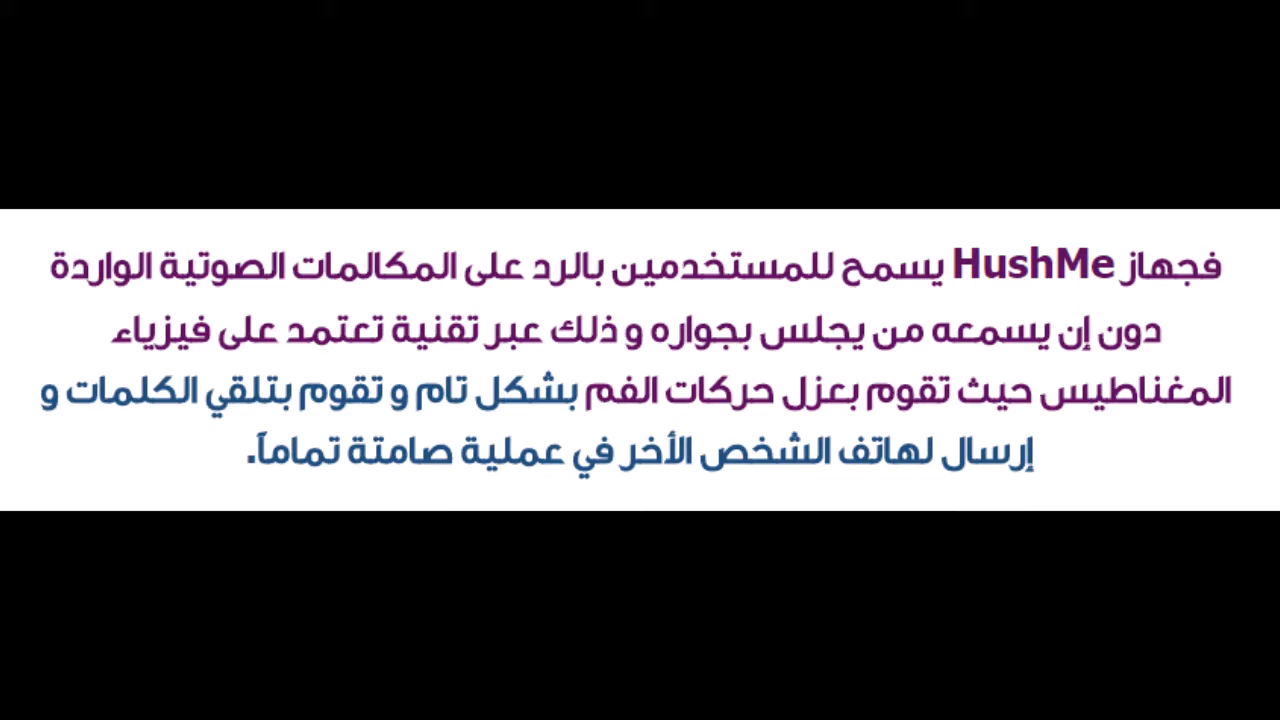 فجهاز HushMe يسمح للمستخدمين بالرد على المكالمات الصوتية الواردة
دون إن يسمعه من يجلس بجواره و ذلك عبر تقنية تعتمد على فيزياء
المغناطيس حيث تقوم بعزل حركات الفم بشكل تام و تقوم بتلقي الكلمات و
إرسال لهاتف الشخص الأخر في عملية صامتة تماماً.